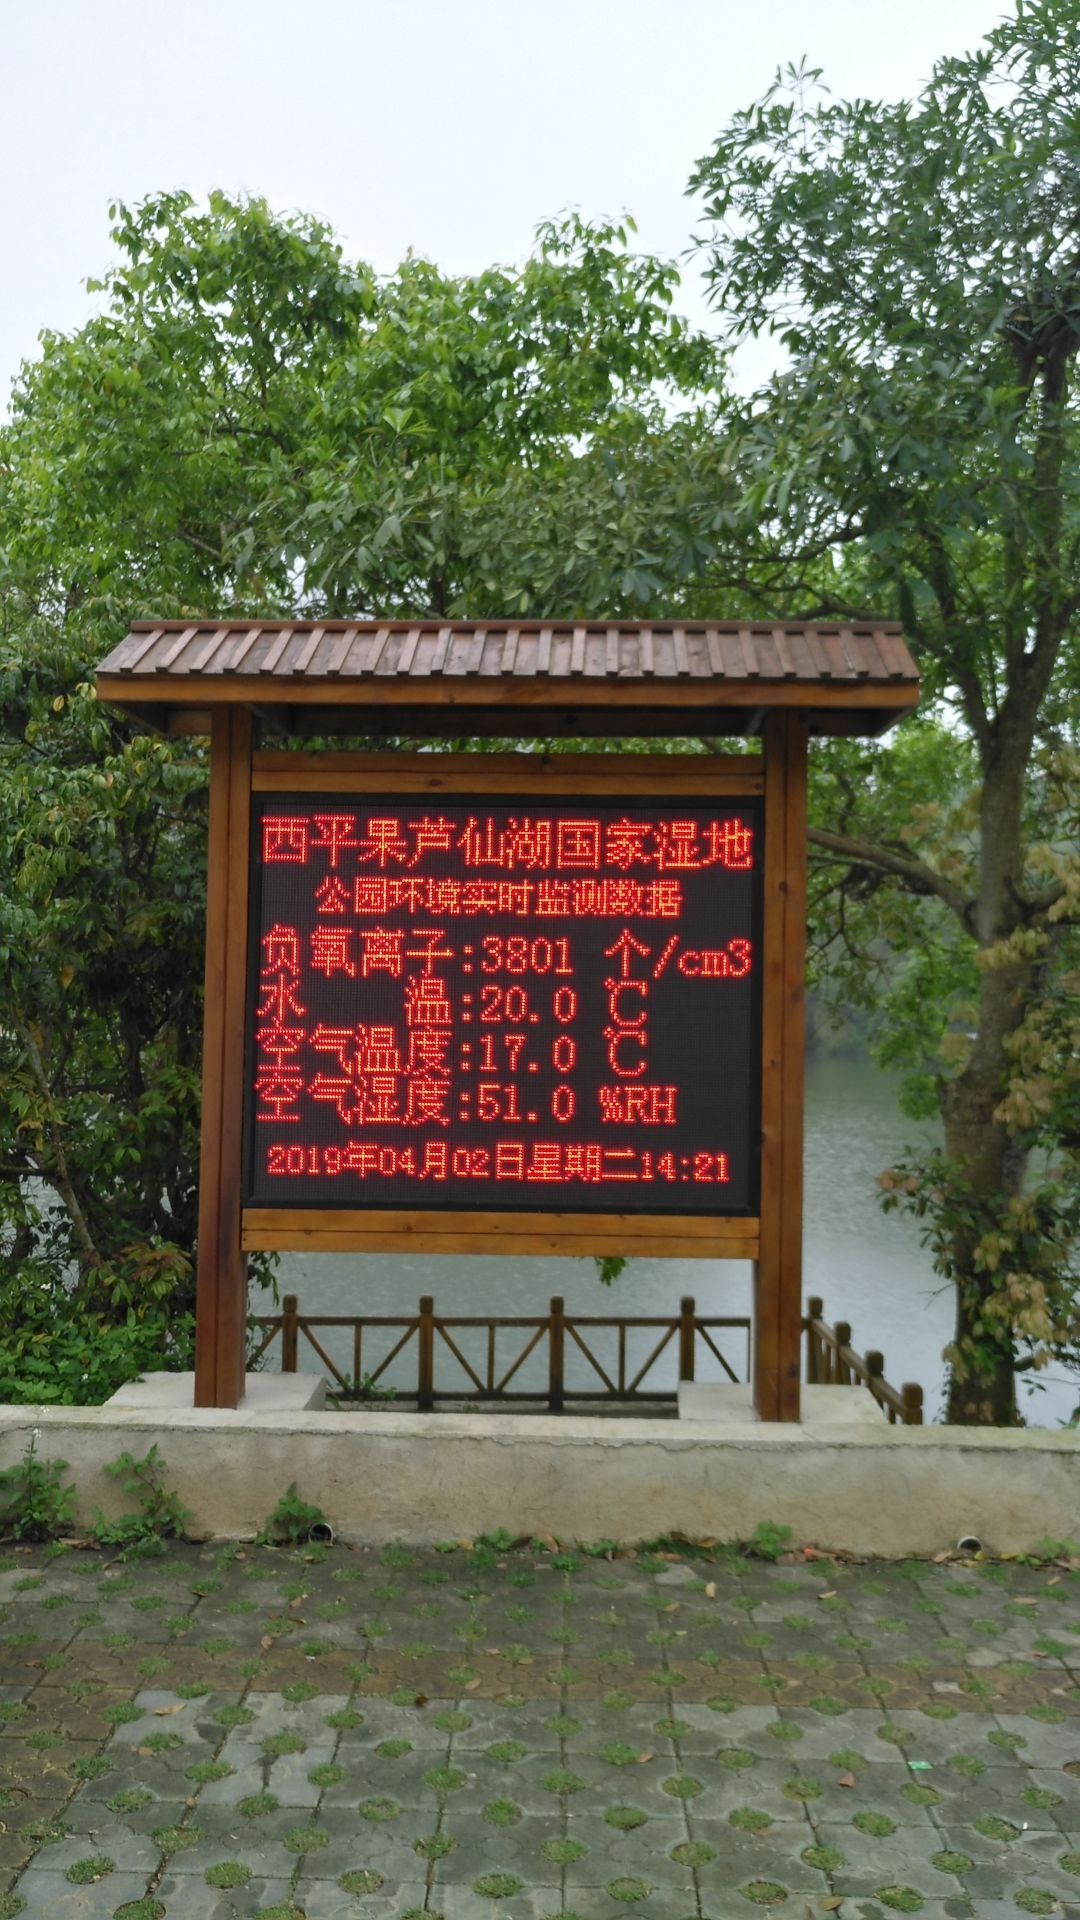 西平果芦仙湖国家湿地
公园环境实时监测数据
负氧离子:3801 个/cm3
水 温:20.0 ℃
空气温度:17.0 ℃
空气湿度:51.0 %RH
2019年04月02日星期二14:21